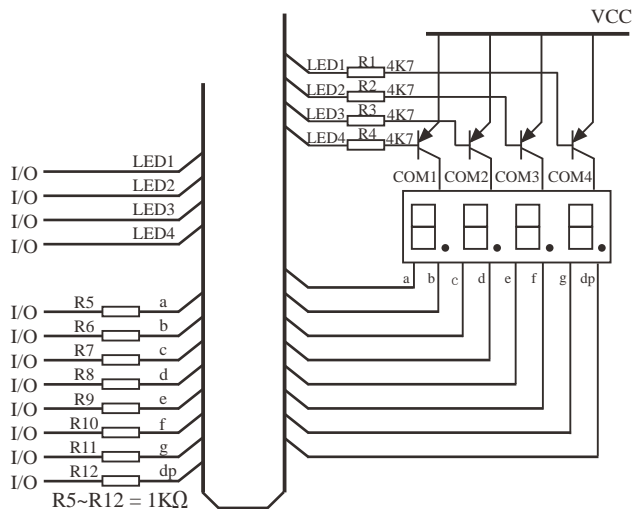 VCC
LED1 R1 4K7
LED2 R2 4K7
LED3 R3 4K7
LED4 R4 4K7
COM1 COM2 COM3 COM4
I/O LED1
I/O LED2
I/O LED3
I/O LED4
a b c d e f g dp
I/O R5 a
I/O R6 b
I/O R7 c
I/O R8 d
I/O R9 e
I/O R10 f
I/O R11 g
I/O R12 dp
R5~R12 = 1KΩ